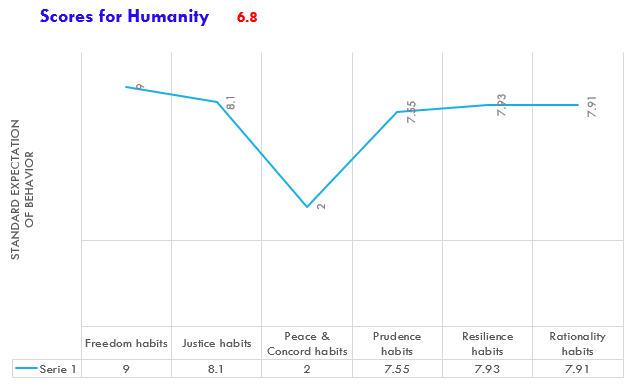 Scores for Humanity 6.8
STANDARD EXPECTATION
OF BEHAVIOR
9
8.1
2
7.55
7.93
7.91
Freedom habits
Justice habits
Peace &
Concord habits
Prudence
habits
Resilience
habits
Rationality
habits
Serie 1 9 8.1 2 7.55 7.93 7.91